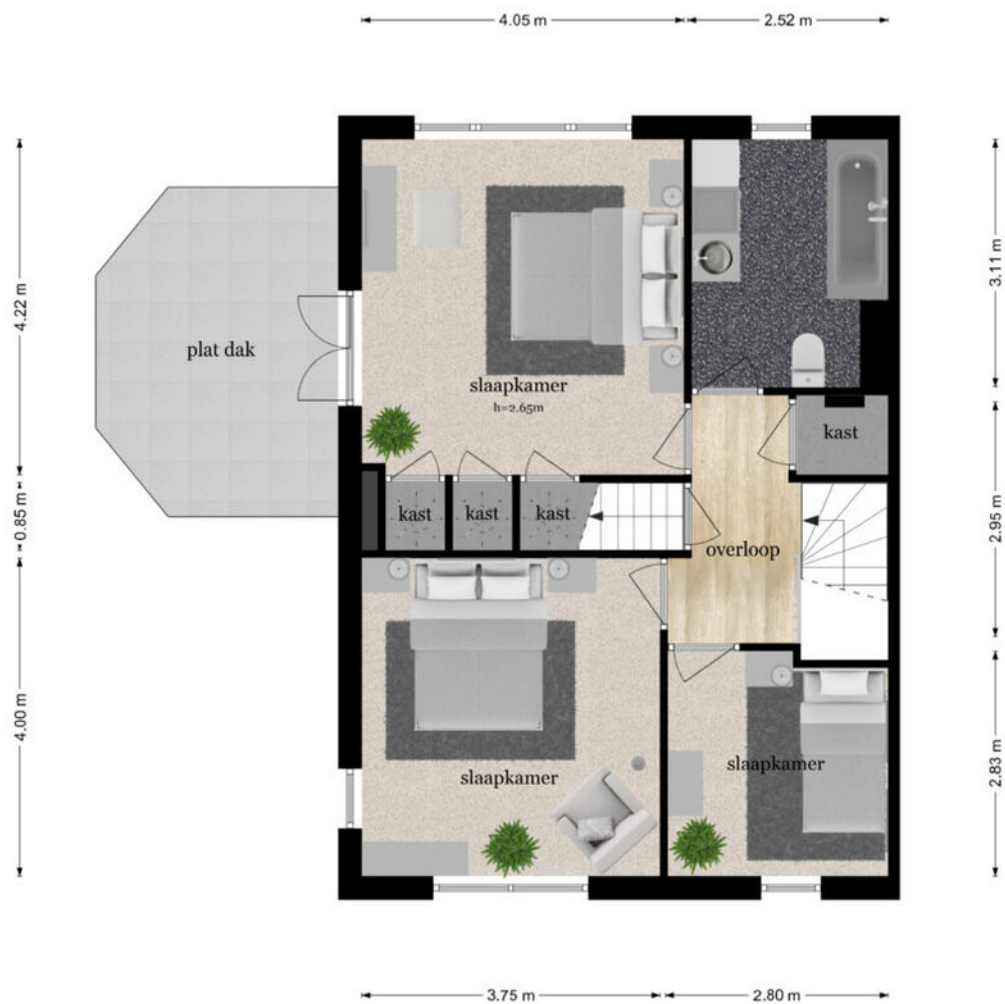 4.05 m
2.52 m
4.22 m
0.85 m
4.00 m
3.11 m
2.95 m
2.83 m
plat dak
slaapkamer
h=2.65m
kast
kast
kast
kast
overloop
slaapkamer
slaapkamer
3.75 m
2.80 m